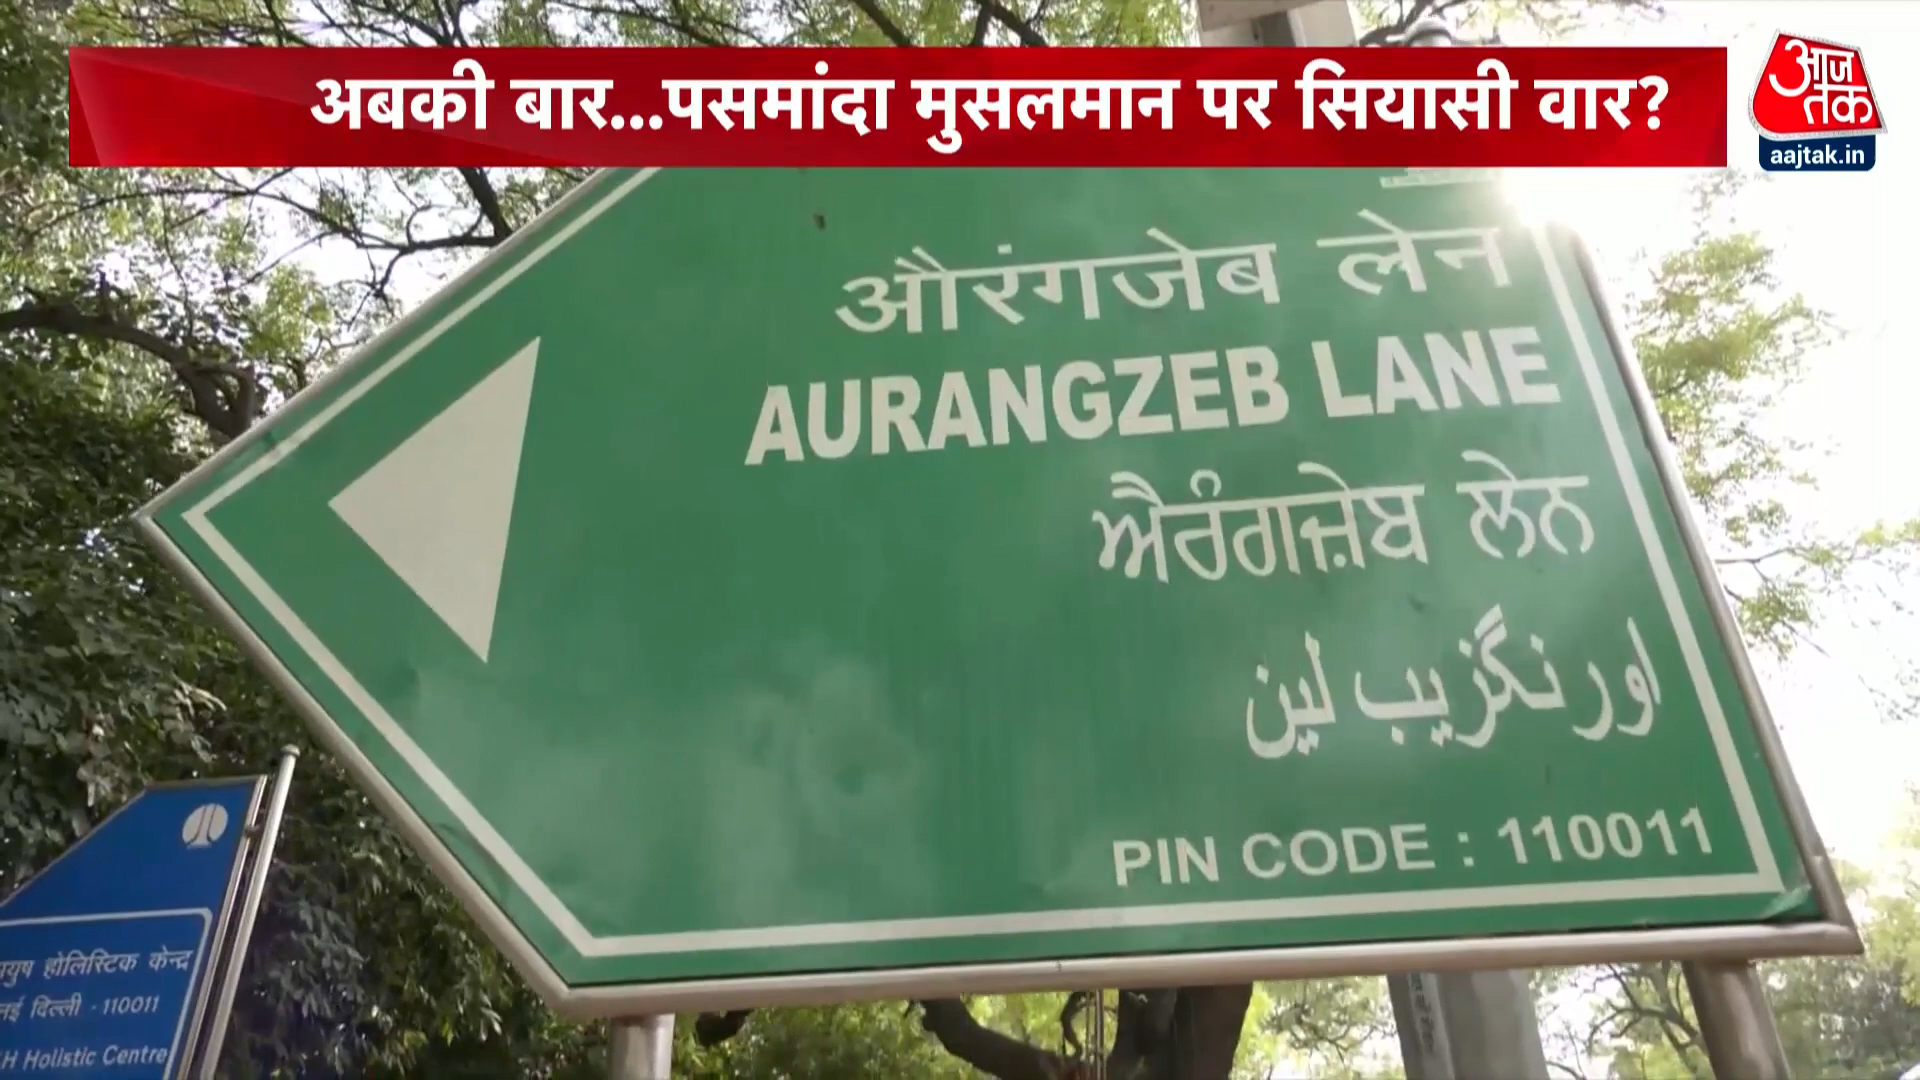 अबकी बार...पसमांदा मुसलमान पर सियासी वार?
आज
तक
aajtak.in
औरंगजेब लेन
AURANGZEB LANE
ਔਰੰਗਜ਼ੇਬ ਲੇਨ
اورنگزیب لین
PIN CODE : 110011
होलिस्टिक केन्द्र
नई दिल्ली - 110011
H Holistic Centre